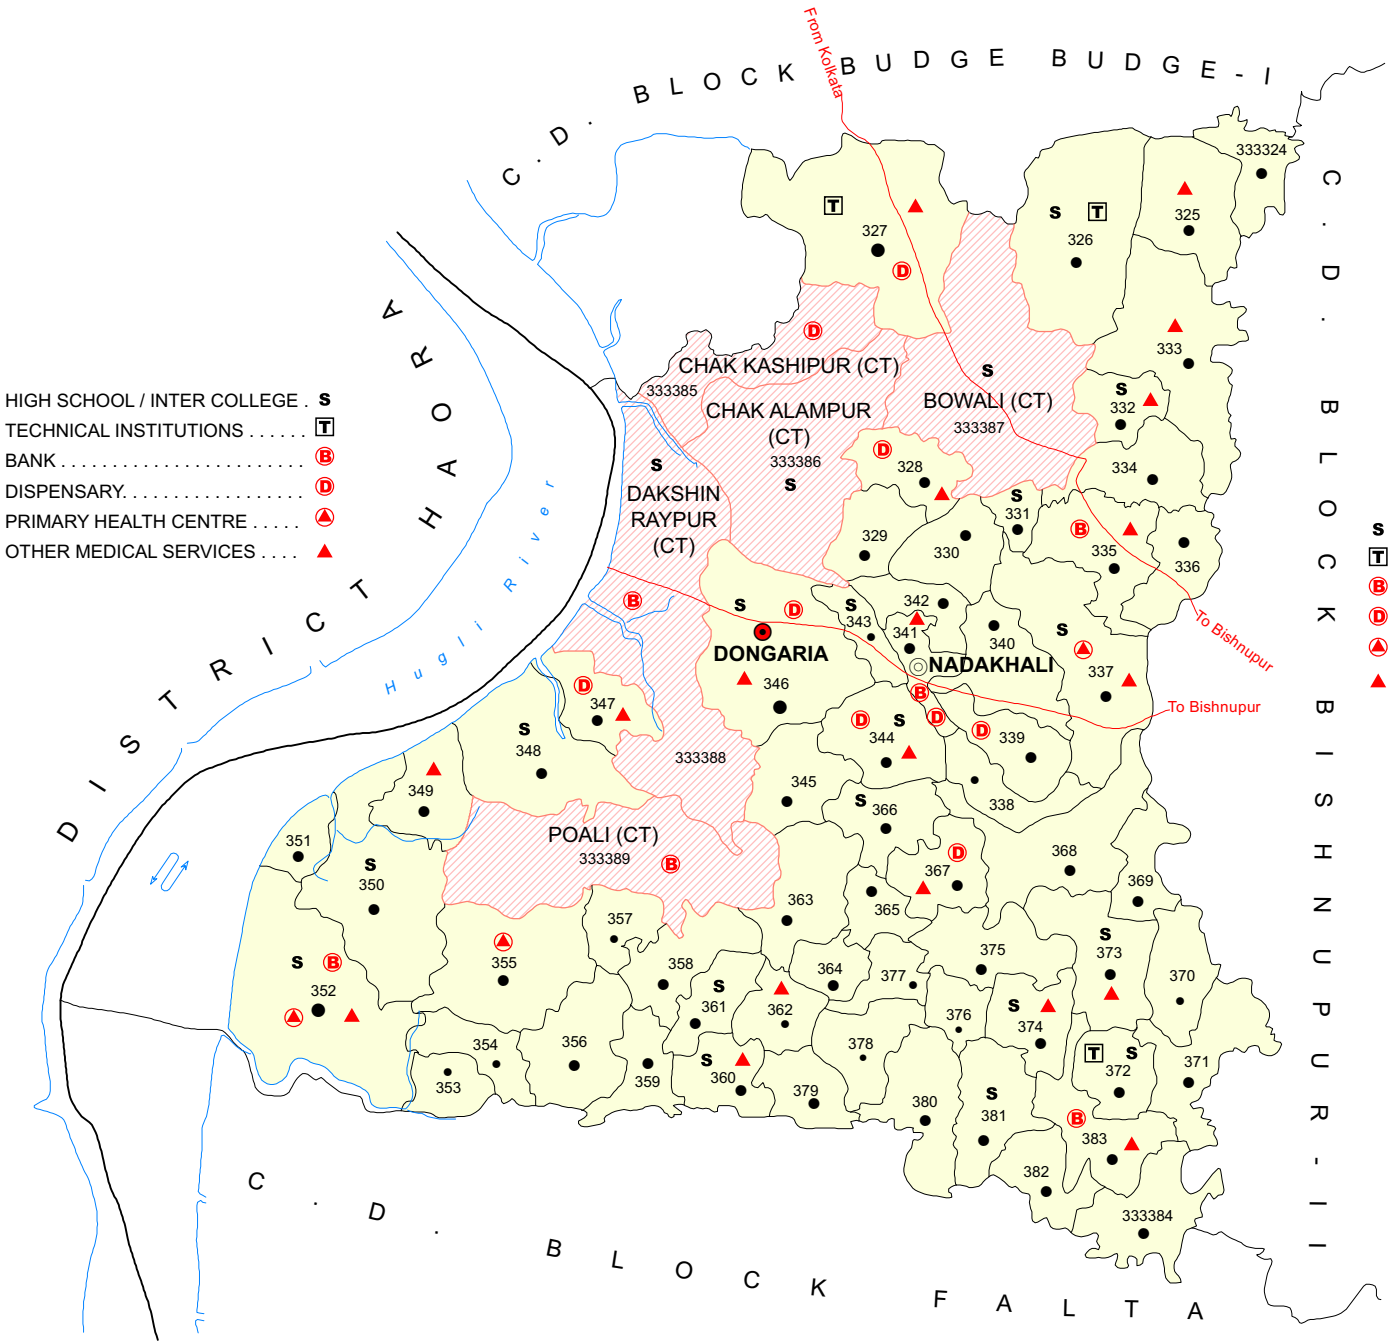 C. D. BLOCK BUDGE BUDGE-I
From Kolkata
C. D. BLOCK BISHNUPUR-II
DISTRICT HAORA
Hugli River
C. D. BLOCK FALTA
HIGH SCHOOL / INTER COLLEGE . S
TECHNICAL INSTITUTIONS . . . . . . T
BANK . . . . . . . . . . . . . . . . . . . . . . . . B
DISPENSARY. . . . . . . . . . . . . . . . . D
PRIMARY HEALTH CENTRE . . . . .
OTHER MEDICAL SERVICES . . . .
333324
T
327
D
S T
326
325
333
D
CHAK KASHIPUR (CT)
333385
S
BOWALI (CT)
333387
S
332
CHAK ALAMPUR
(CT)
333386
S
D
328
334
S
DAKSHIN
RAYPUR
(CT)
S
331
329
330
B
335
336
S
T
B
D
B
S
D
DONGARIA
346
S
343
342
341
340
NADAKHALI
S
337
To Bishnupur
To Bishnupur
B
D
D
347
S
348
333388
D
S
344
D
339
338
349
345
S
366
351
S
350
POALI (CT)
333389
B
D
367
368
369
363
365
357
355
358
S
361
362
364
377
375
S
373
370
S
B
352
376
S
374
354
353
356
359
S
360
378
379
T
S
372
371
380
S
381
B
383
382
333384